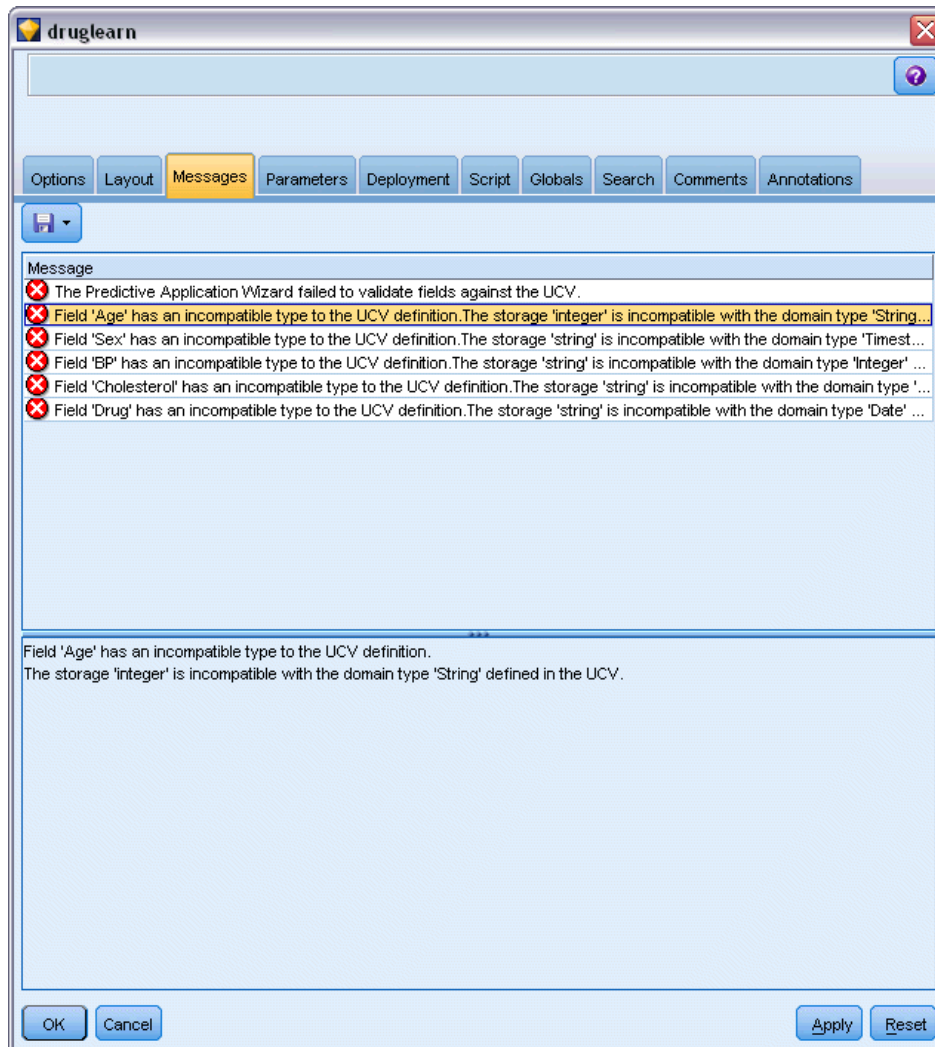 druglearn
Options Layout Messages Parameters Deployment Script Globals Search Comments Annotations
Message
The Predictive Application Wizard failed to validate fields against the UCV.
Field 'Age' has an incompatible type to the UCV definition.The storage 'integer' is incompatible with the domain type 'String...
Field 'Sex' has an incompatible type to the UCV definition.The storage 'string' is incompatible with the domain type 'Timest...
Field 'BP' has an incompatible type to the UCV definition.The storage 'string' is incompatible with the domain type 'Integer' ...
Field 'Cholesterol' has an incompatible type to the UCV definition.The storage 'string' is incompatible with the domain type '...
Field 'Drug' has an incompatible type to the UCV definition.The storage 'string' is incompatible with the domain type 'Date' ...
Field 'Age' has an incompatible type to the UCV definition.
The storage 'integer' is incompatible with the domain type 'String' defined in the UCV.
OK Cancel Apply Reset